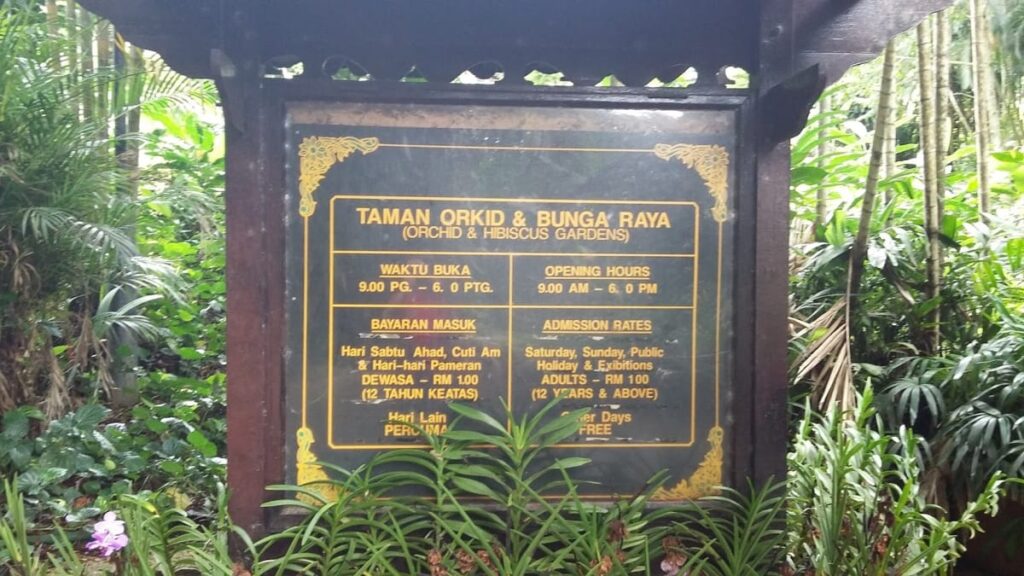 TAMAN ORKID & BUNGA RAYA
(ORCHID & HIBISCUS GARDENS)
WAKTU BUKA
9.00 PG. – 6. 0 PTG.
OPENING HOURS
9.00 AM – 6. 0 PM
BAYARAN MASUK
Hari Sabtu Ahad, Cuti Am
& Hari-hari Pameran
DEWASA – RM 1.00
(12 TAHUN KEATAS)
Hari Lain
PERCUMA
ADMISSION RATES
Saturday, Sunday, Public
Holiday & Exibitions
ADULTS – RM 1.00
(12 YEARS & ABOVE)
Other Days
FREE